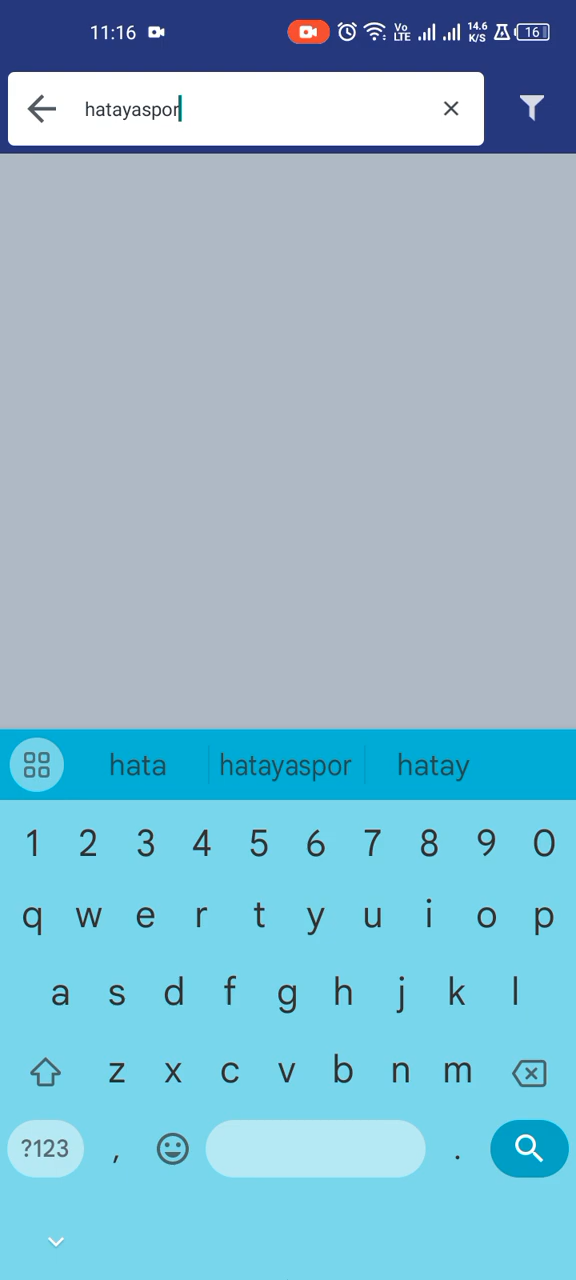 11:16 Vo LTE 14.6 K/S 16
hatayaspor
hata hatayaspor hatay
1 2 3 4 5 6 7 8 9 0
q w e r t y u i o p
a s d f g h j k l
z x c v b n m
?123 , .